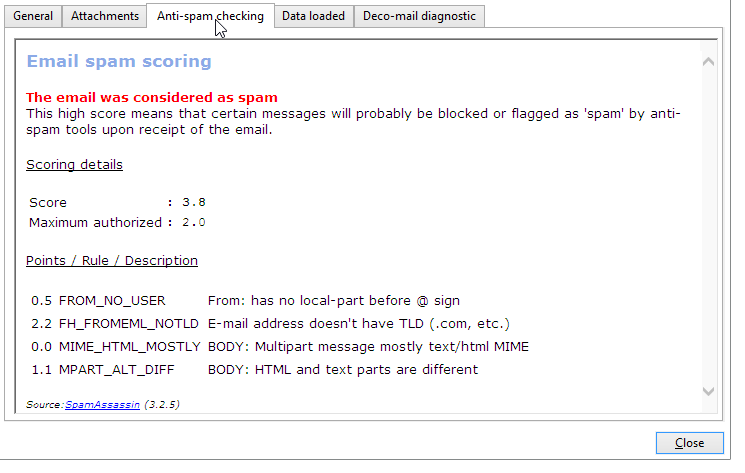 General Attachments Anti-spam checking Data loaded Deco-mail diagnostic
Email spam scoring
The email was considered as spam
This high score means that certain messages will probably be blocked or flagged as 'spam' by anti-
spam tools upon receipt of the email.
Scoring details
Score : 3.8
Maximum authorized : 2.0
Points / Rule / Description
0.5 FROM_NO_USER From: has no local-part before @ sign
2.2 FH_FROMEML_NOTLD E-mail address doesn't have TLD (.com, etc.)
0.0 MIME_HTML_MOSTLY BODY: Multipart message mostly text/html MIME
1.1 MPART_ALT_DIFF BODY: HTML and text parts are different
Source:SpamAssassin (3.2.5)
Close